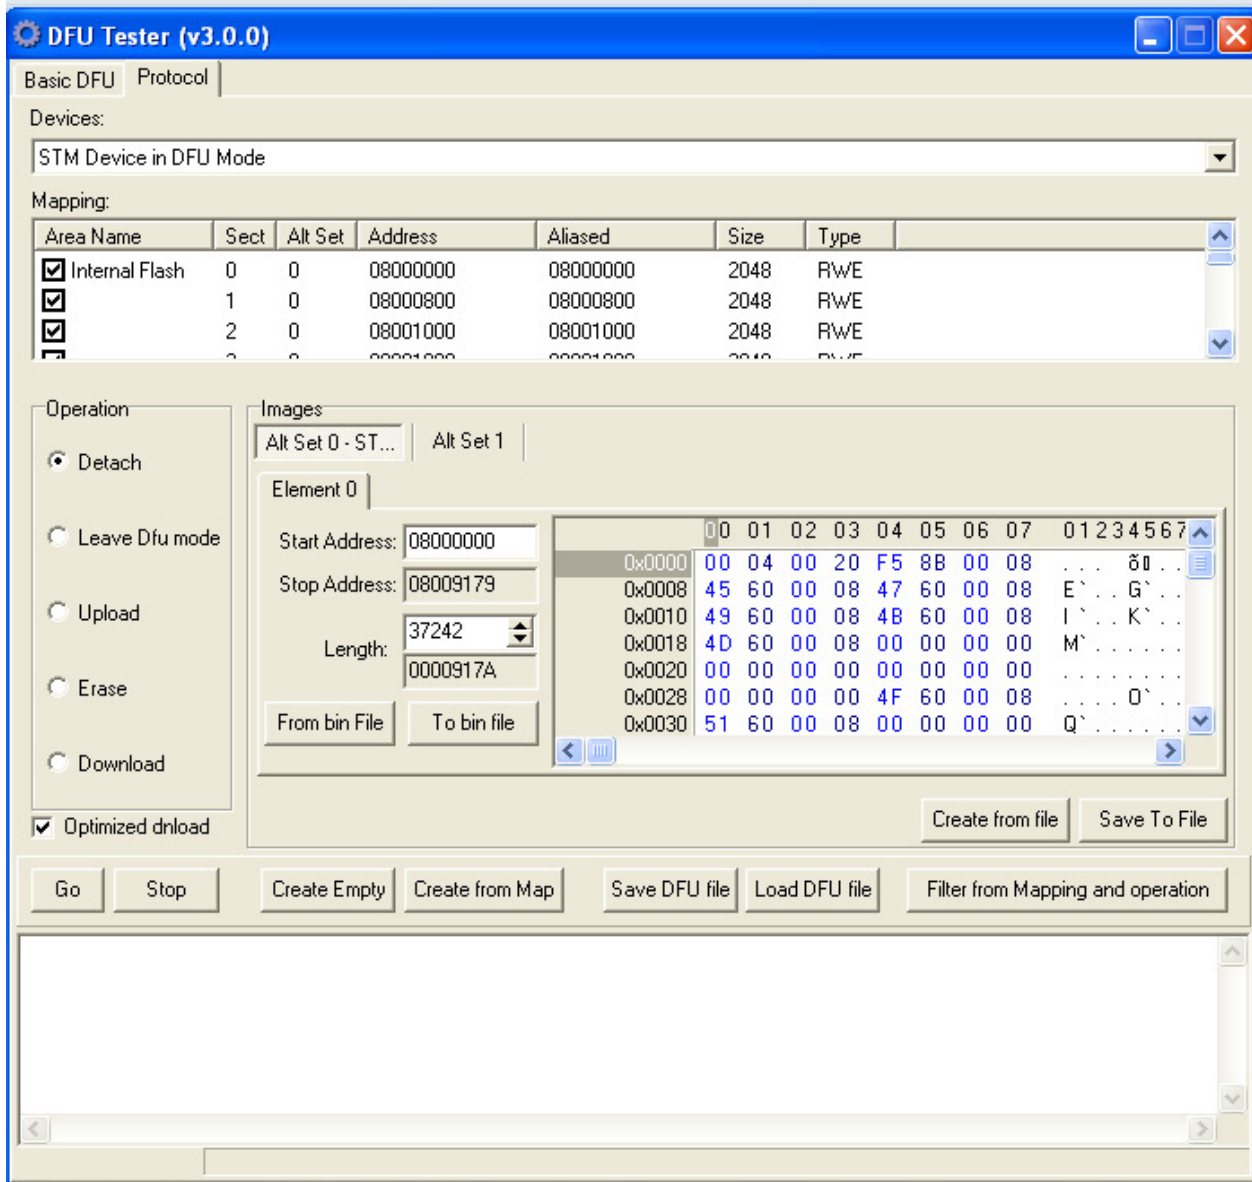 DFU Tester (v3.0.0)
Basic DFU Protocol
Devices:
STM Device in DFU Mode
Mapping:
Area Name Sect Alt Set Address Aliased Size Type
Internal Flash 0 0 08000000 08000000 2048 RWE
1 0 08000800 08000800 2048 RWE
2 0 08001000 08001000 2048 RWE
Operation
Detach
Leave Dfu mode
Upload
Erase
Download
Optimized dnload
Images
Alt Set 0 - ST... Alt Set 1
Element 0
Start Address: 08000000
Stop Address: 08009179
Length: 37242
0000917A
From bin File To bin file
00 01 02 03 04 05 06 07 01234567
0x0000 00 04 00 20 F5 8B 00 08 . . . õ . .
0x0008 45 60 00 08 47 60 00 08 E` . . G` . .
0x0010 49 60 00 08 4B 60 00 08 I` . . K` . .
0x0018 4D 60 00 08 00 00 00 00 M` . . . . . .
0x0020 00 00 00 00 00 00 00 00 . . . . . . . .
0x0028 00 00 00 00 4F 60 00 08 . . . . O` . .
0x0030 51 60 00 08 00 00 00 00 Q` . . . . . .
Create from file Save To File
Go Stop Create Empty Create from Map Save DFU file Load DFU file Filter from Mapping and operation